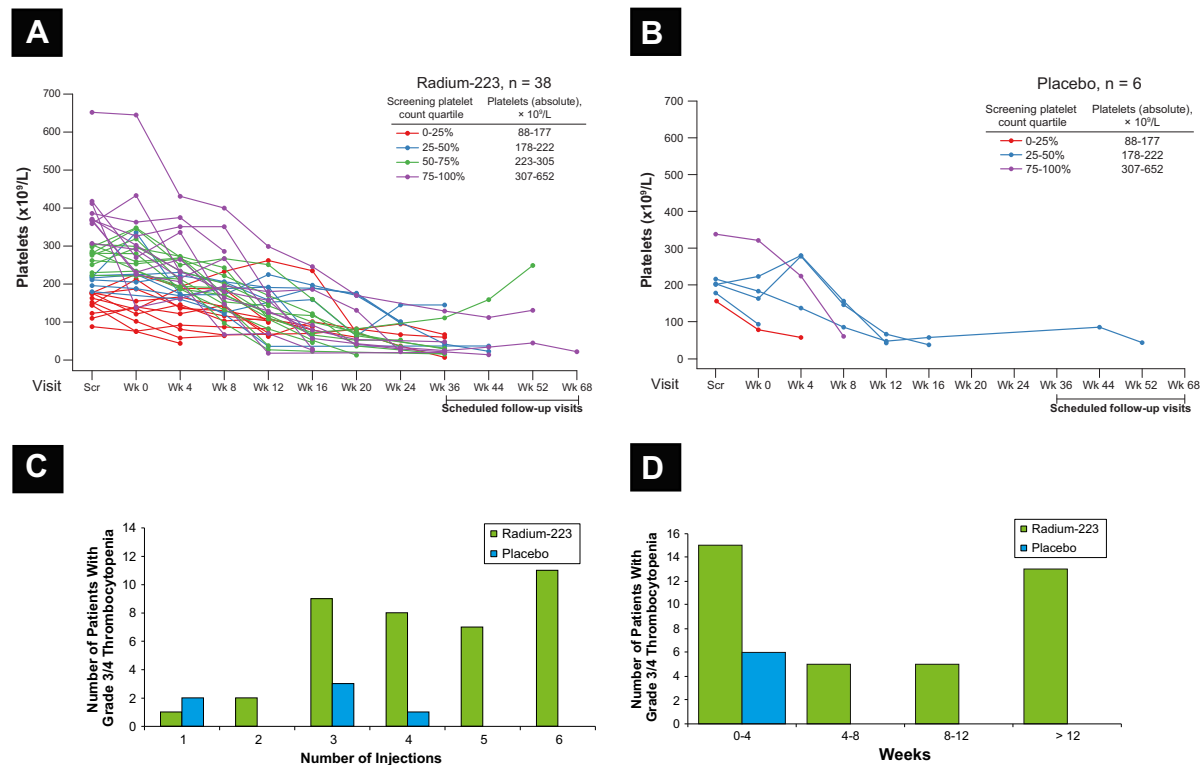 A
Radium-223, n = 38
Screening platelet count quartile
Platelets (absolute), × 10⁹/L
0-25% 88-177
25-50% 178-222
50-75% 223-305
75-100% 307-652
Platelets (x10⁹/L)
700
600
500
400
300
200
100
0
Visit Scr Wk 0 Wk 4 Wk 8 Wk 12 Wk 16 Wk 20 Wk 24 Wk 36 Wk 44 Wk 52 Wk 68
Scheduled follow-up visits
B
Placebo, n = 6
Screening platelet count quartile
Platelets (absolute), × 10⁹/L
0-25% 88-177
25-50% 178-222
75-100% 307-652
Platelets (x10⁹/L)
700
600
500
400
300
200
100
0
Visit Scr Wk 0 Wk 4 Wk 8 Wk 12 Wk 16 Wk 20 Wk 24 Wk 36 Wk 44 Wk 52 Wk 68
Scheduled follow-up visits
C
Radium-223
Placebo
Number of Patients With
Grade 3/4 Thrombocytopenia
14
12
10
8
6
4
2
0
1 2 3 4 5 6
Number of Injections
D
Radium-223
Placebo
Number of Patients With
Grade 3/4 Thrombocytopenia
16
14
12
10
8
6
4
2
0
0-4 4-8 8-12 > 12
Weeks